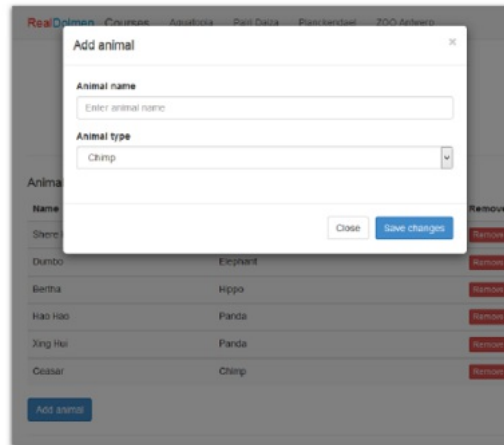 RealDolmen Courses Aquatopia Pairi Daiza Planckendael ZOO Antwerp
Add animal ×
Animal name
Enter animal name
Animal type
Chimp
Close Save changes
Anima
Name Remove
Shere Remove
Dumbo Elephant Remove
Bertha Hippo Remove
Hao Hao Panda Remove
Xing Hui Panda Remove
Ceasar Chimp Remove
Add animal